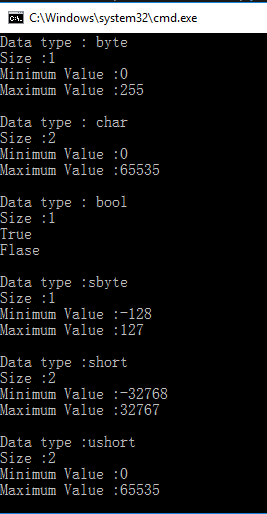 C:\Windows\system32\cmd.exe
Data type : byte
Size :1
Minimum Value :0
Maximum Value :255
Data type : char
Size :2
Minimum Value :0
Maximum Value :65535
Data type : bool
Size :1
True
Flase
Data type :sbyte
Size :1
Minimum Value :-128
Maximum Value :127
Data type :short
Size :2
Minimum Value :-32768
Maximum Value :32767
Data type :ushort
Size :2
Minimum Value :0
Maximum Value :65535